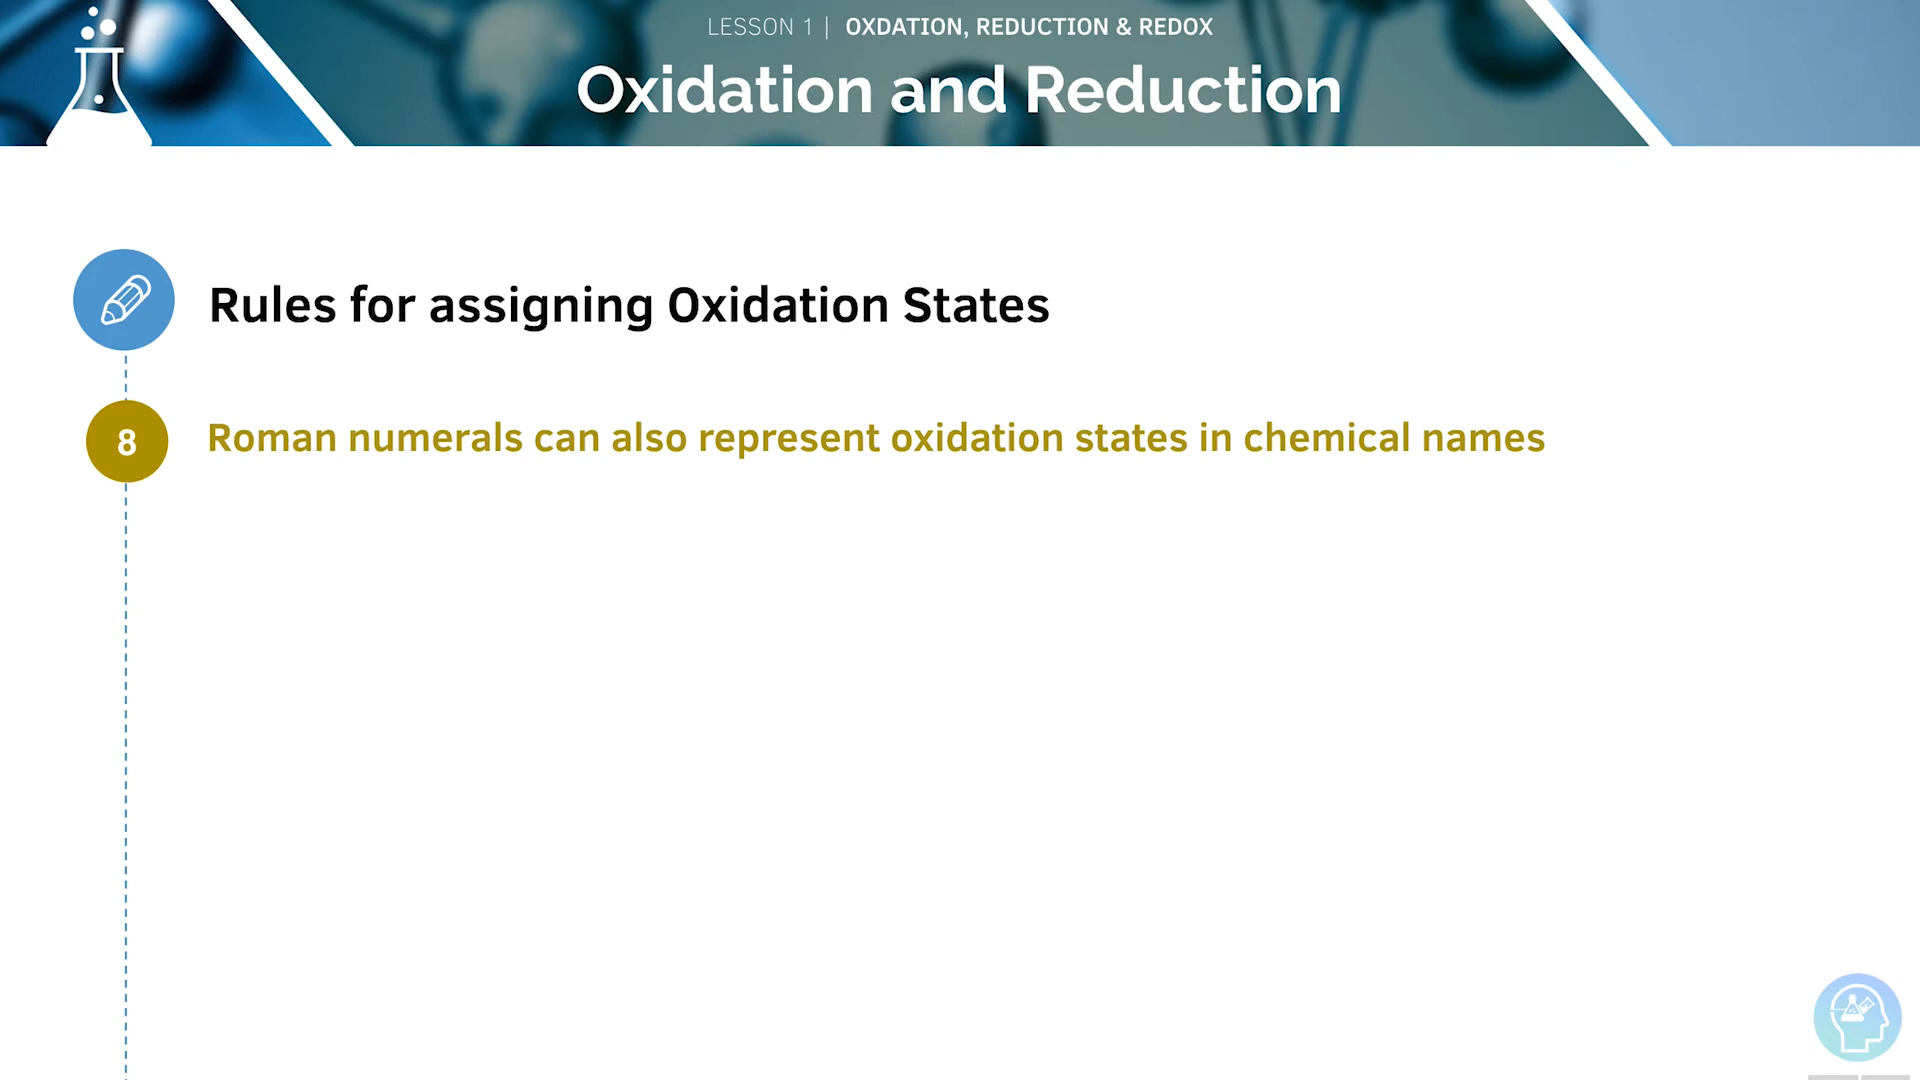 LESSON 1 | OXDATION, REDUCTION & REDOX
Oxidation and Reduction
Rules for assigning Oxidation States
8
Roman numerals can also represent oxidation states in chemical names